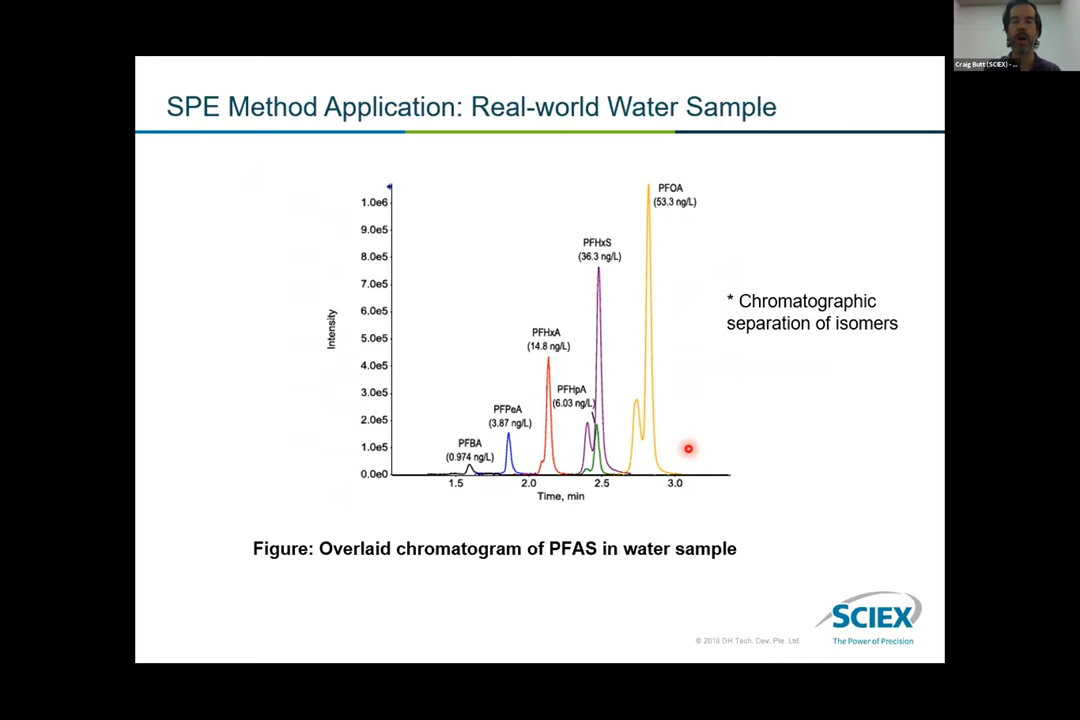 Craig Butt (SCIEX) - ...
SPE Method Application: Real-world Water Sample
PFOA
(53.3 ng/L)
1.0e6
9.0e5
PFHxS
(36.3 ng/L)
8.0e5
7.0e5
* Chromatographic
separation of isomers
6.0e5
Intensity
PFHxA
(14.8 ng/L)
5.0e5
4.0e5
PFHpA
(6.03 ng/L)
3.0e5
PFPeA
(3.87 ng/L)
2.0e5
PFBA
(0.974 ng/L)
1.0e5
0.0e0
1.5 2.0 2.5 3.0
Time, min
Figure: Overlaid chromatogram of PFAS in water sample
SCIEX
The Power of Precision
© 2019 DH Tech. Dev. Pte. Ltd.